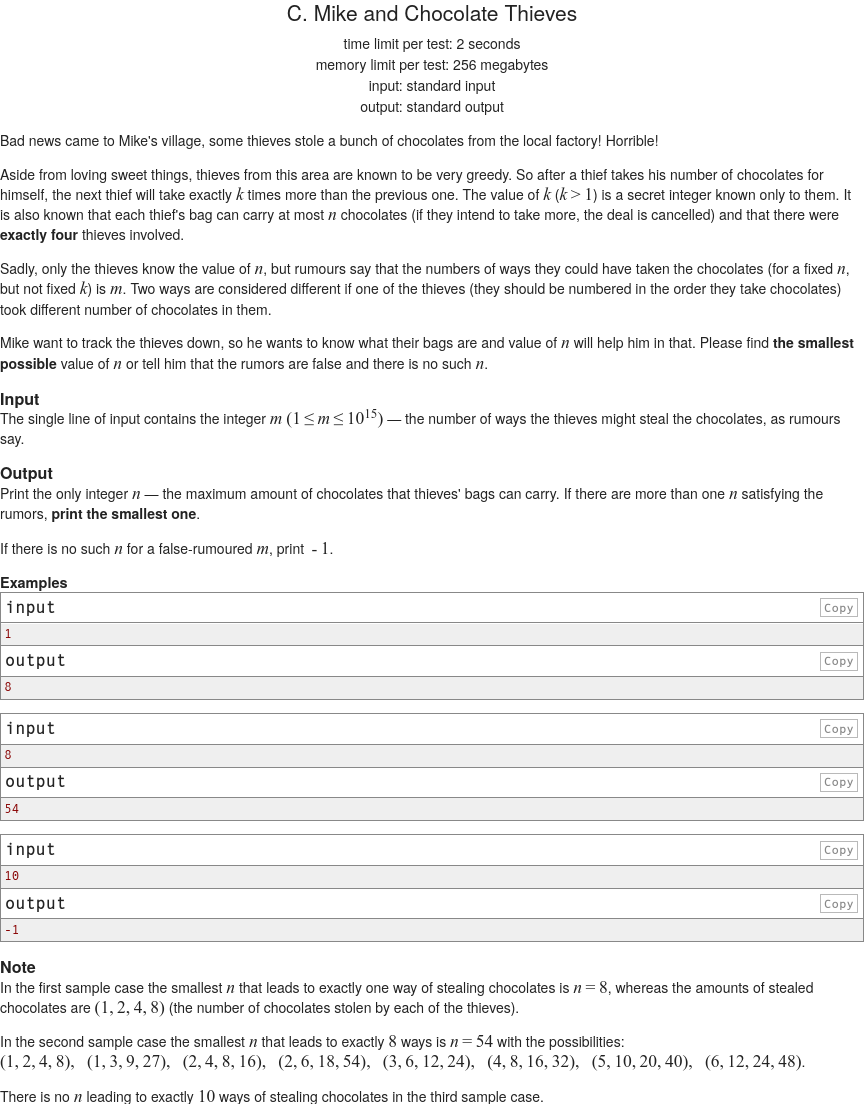 C. Mike and Chocolate Thieves
time limit per test: 2 seconds
memory limit per test: 256 megabytes
input: standard input
output: standard output
Bad news came to Mike's village, some thieves stole a bunch of chocolates from the local factory! Horrible!
Aside from loving sweet things, thieves from this area are known to be very greedy. So after a thief takes his number of chocolates for
himself, the next thief will take exactly k times more than the previous one. The value of k (k > 1) is a secret integer known only to them. It
is also known that each thief's bag can carry at most n chocolates (if they intend to take more, the deal is cancelled) and that there were
exactly four thieves involved.
Sadly, only the thieves know the value of n, but rumours say that the numbers of ways they could have taken the chocolates (for a fixed n,
but not fixed k) is m. Two ways are considered different if one of the thieves (they should be numbered in the order they take chocolates)
took different number of chocolates in them.
Mike want to track the thieves down, so he wants to know what their bags are and value of n will help him in that. Please find the smallest
possible value of n or tell him that the rumors are false and there is no such n.
Input
The single line of input contains the integer m (1 ≤ m ≤ 10¹⁵) — the number of ways the thieves might steal the chocolates, as rumours
say.
Output
Print the only integer n — the maximum amount of chocolates that thieves' bags can carry. If there are more than one n satisfying the
rumors, print the smallest one.
If there is no such n for a false-rumoured m, print - 1.
Examples
input Copy
1
output Copy
8
input Copy
8
output Copy
54
input Copy
10
output Copy
-1
Note
In the first sample case the smallest n that leads to exactly one way of stealing chocolates is n = 8, whereas the amounts of stealed
chocolates are (1, 2, 4, 8) (the number of chocolates stolen by each of the thieves).
In the second sample case the smallest n that leads to exactly 8 ways is n = 54 with the possibilities:
(1, 2, 4, 8), (1, 3, 9, 27), (2, 4, 8, 16), (2, 6, 18, 54), (3, 6, 12, 24), (4, 8, 16, 32), (5, 10, 20, 40), (6, 12, 24, 48).
There is no n leading to exactly 10 ways of stealing chocolates in the third sample case.